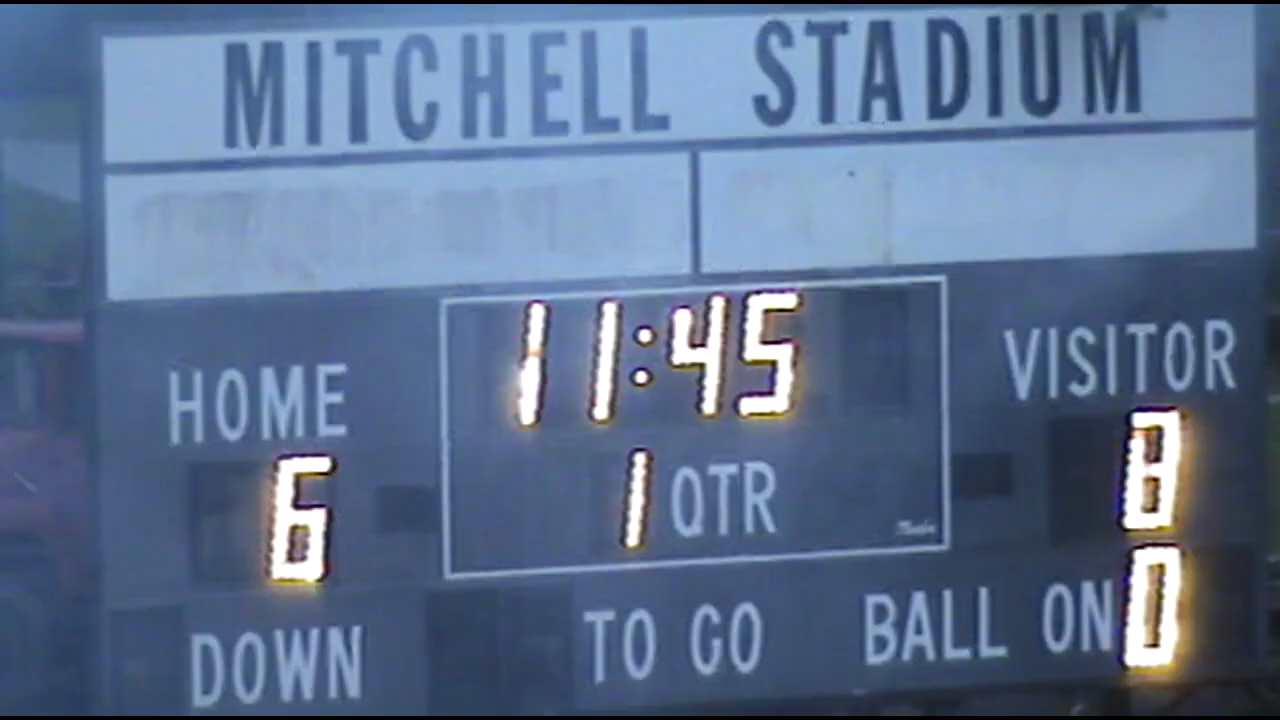 MITCHELL STADIUM
11:45
HOME
VISITOR
6
1 QTR
8
DOWN
TO GO
BALL ON 0